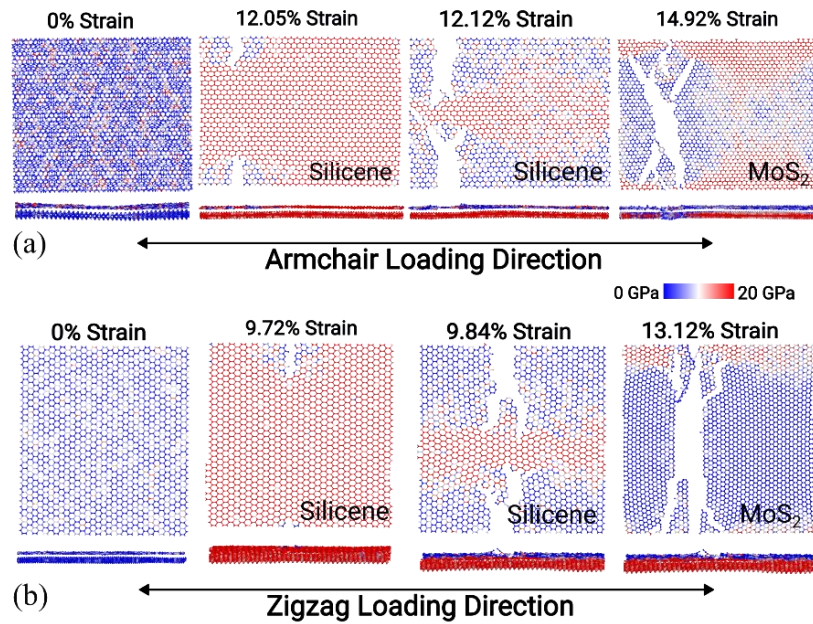 0% Strain
12.05% Strain
12.12% Strain
14.92% Strain
Silicene
Silicene
MoS₂
(a)
Armchair Loading Direction
0 GPa
20 GPa
0% Strain
9.72% Strain
9.84% Strain
13.12% Strain
Silicene
Silicene
MoS₂
(b)
Zigzag Loading Direction